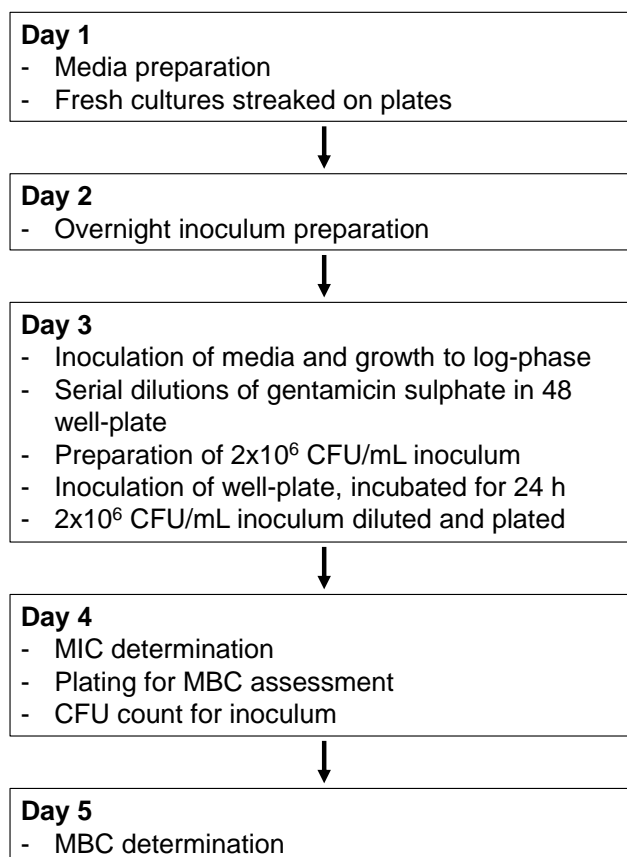 Day 1
- Media preparation
- Fresh cultures streaked on plates
Day 2
- Overnight inoculum preparation
Day 3
- Inoculation of media and growth to log-phase
- Serial dilutions of gentamicin sulphate in 48
well-plate
- Preparation of 2x10⁶ CFU/mL inoculum
- Inoculation of well-plate, incubated for 24 h
- 2x10⁶ CFU/mL inoculum diluted and plated
Day 4
- MIC determination
- Plating for MBC assessment
- CFU count for inoculum
Day 5
- MBC determination